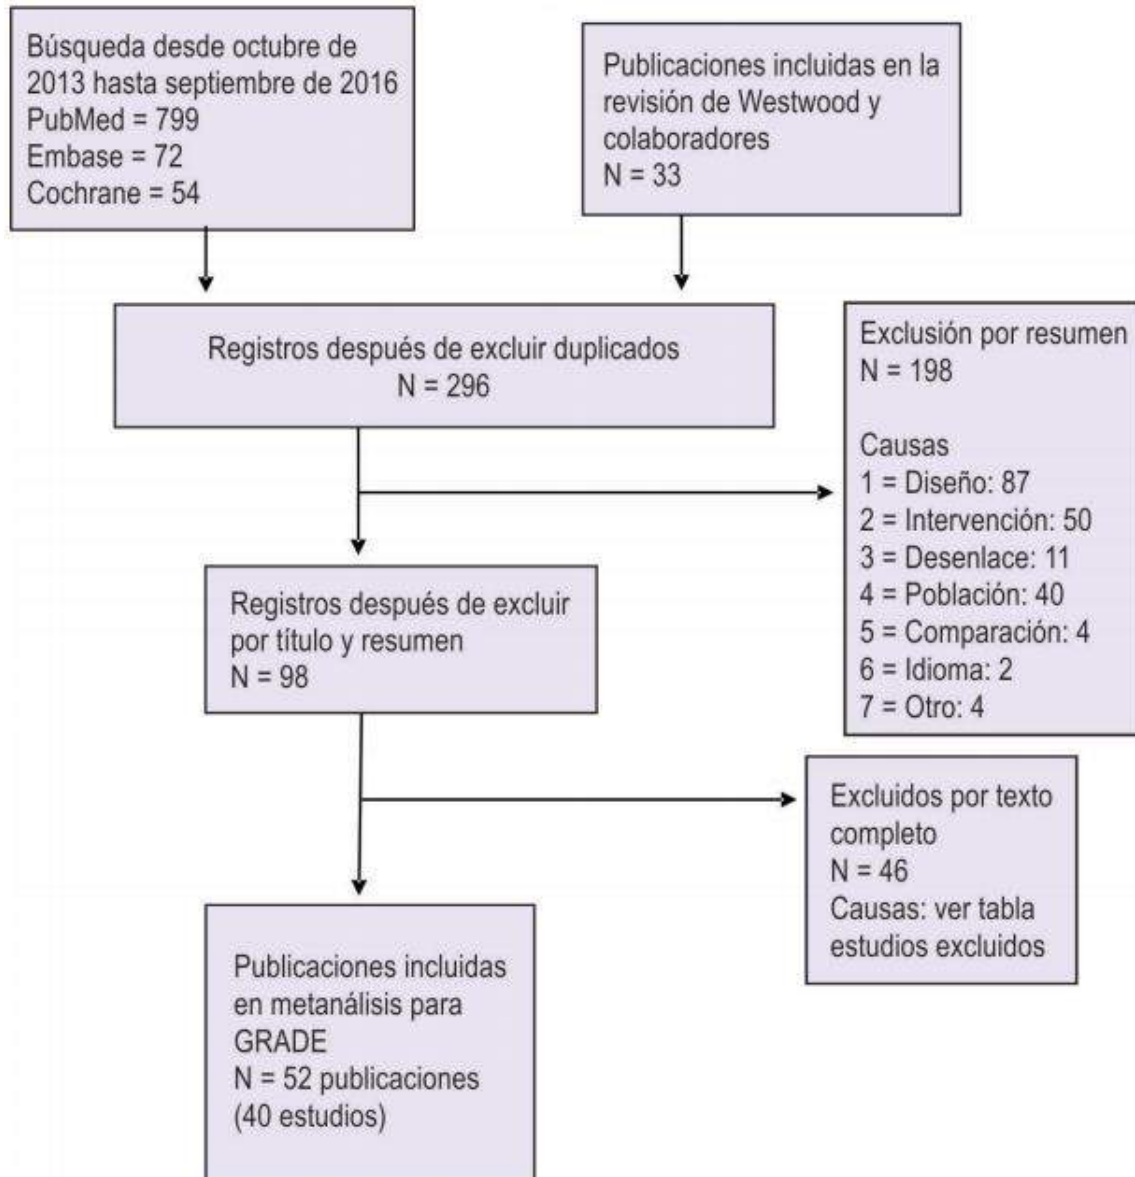 Búsqueda desde octubre de
2013 hasta septiembre de 2016
PubMed = 799
Embase = 72
Cochrane = 54
Publicaciones incluidas en la
revisión de Westwood y
colaboradores
N = 33
Registros después de excluir duplicados
N = 296
Exclusión por resumen
N = 198
Causas
1 = Diseño: 87
2 = Intervención: 50
3 = Desenlace: 11
4 = Población: 40
5 = Comparación: 4
6 = Idioma: 2
7 = Otro: 4
Registros después de excluir
por título y resumen
N = 98
Excluidos por texto
completo
N = 46
Causas: ver tabla
estudios excluidos
Publicaciones incluidas
en metanálisis para
GRADE
N = 52 publicaciones
(40 estudios)